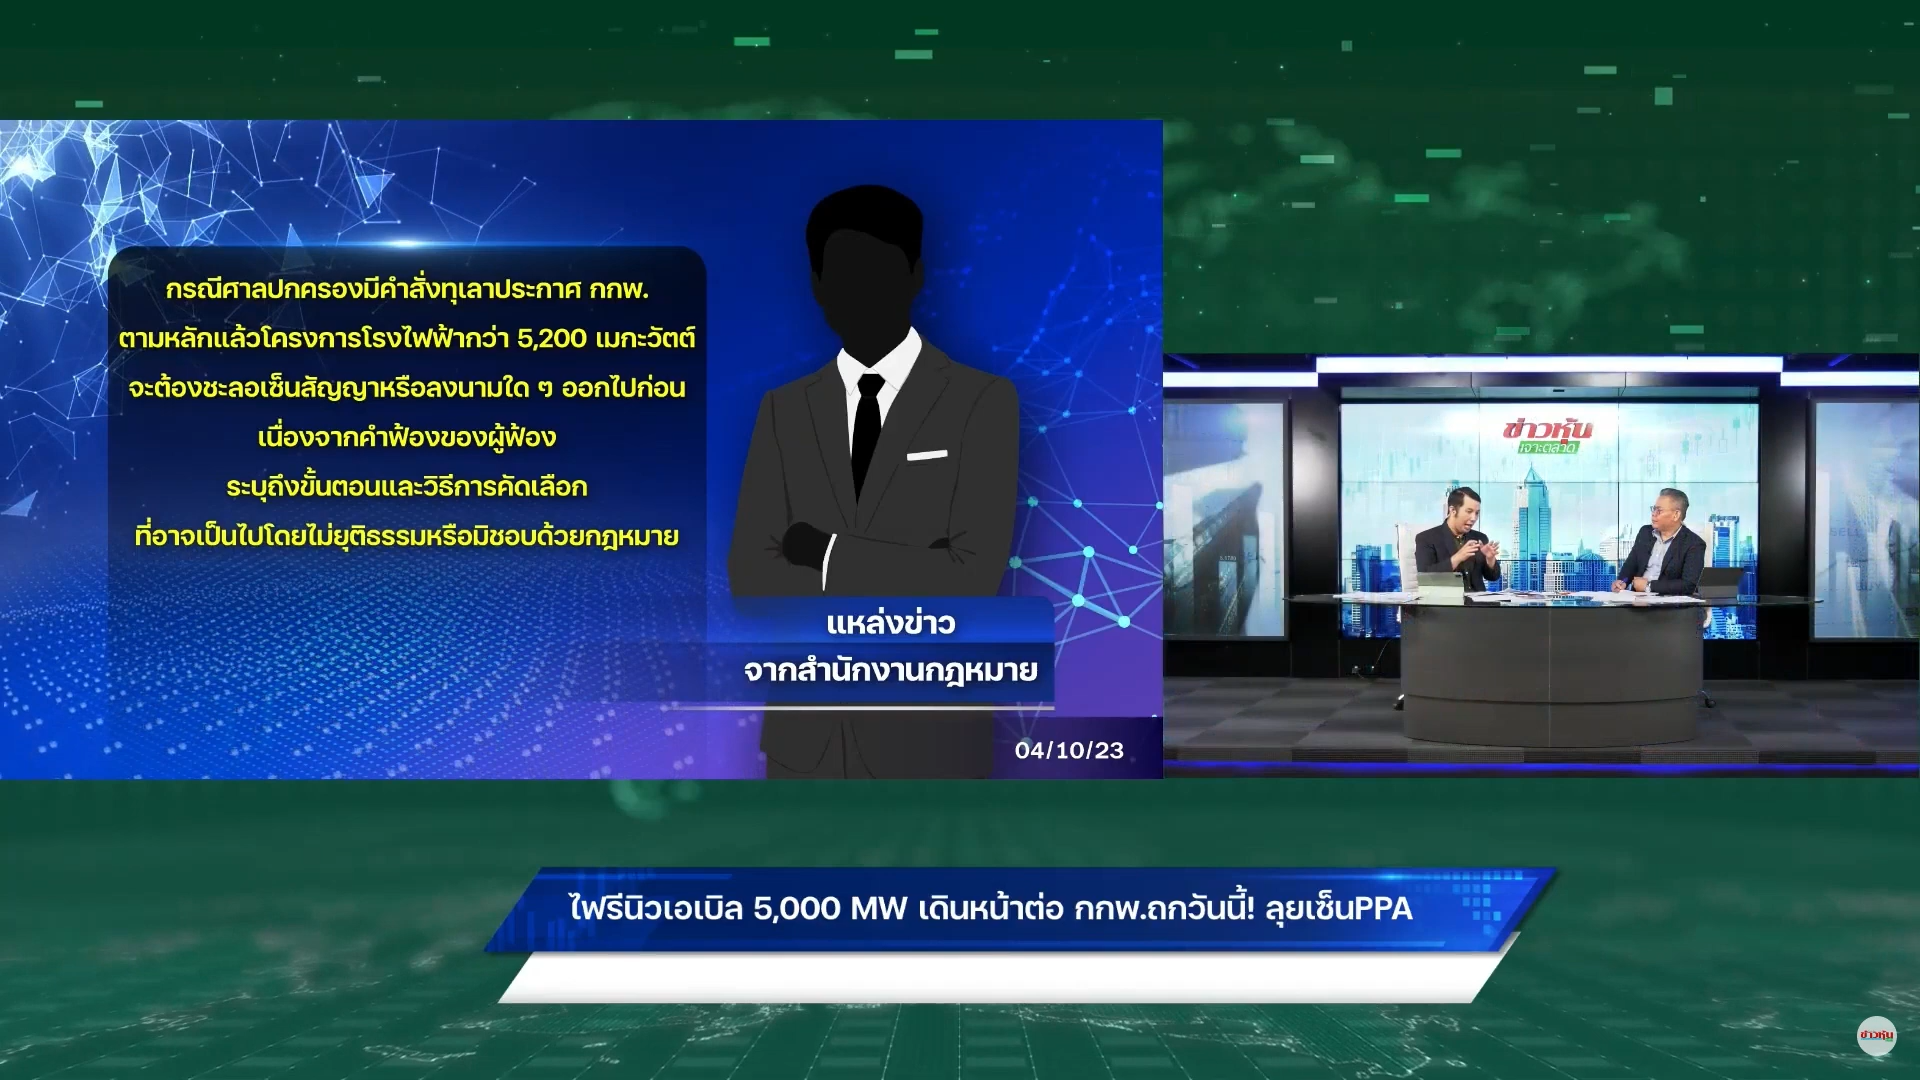 กรณีศาลปกครองมีคำสั่งทุเลาประกาศ กกพ.
ตามหลักแล้วโครงการโรงไฟฟ้ากว่า 5,200 เมกะวัตต์
จะต้องชะลอเซ็นสัญญาหรือลงนามใด ๆ ออกไปก่อน
เนื่องจากคำฟ้องของผู้ฟ้อง
ระบุถึงขั้นตอนและวิธีการคัดเลือก
ที่อาจเป็นไปโดยไม่ยุติธรรมหรือมิชอบด้วยกฎหมาย
แหล่งข่าว
จากสำนักงานกฎหมาย
04/10/23
ข่าวหุ้น
เจาะตลาด
ไฟรีนิวเอเบิล 5,000 MW เดินหน้าต่อ กกพ.ถกวันนี้! ลุยเซ็นPPA
ข่าวหุ้น